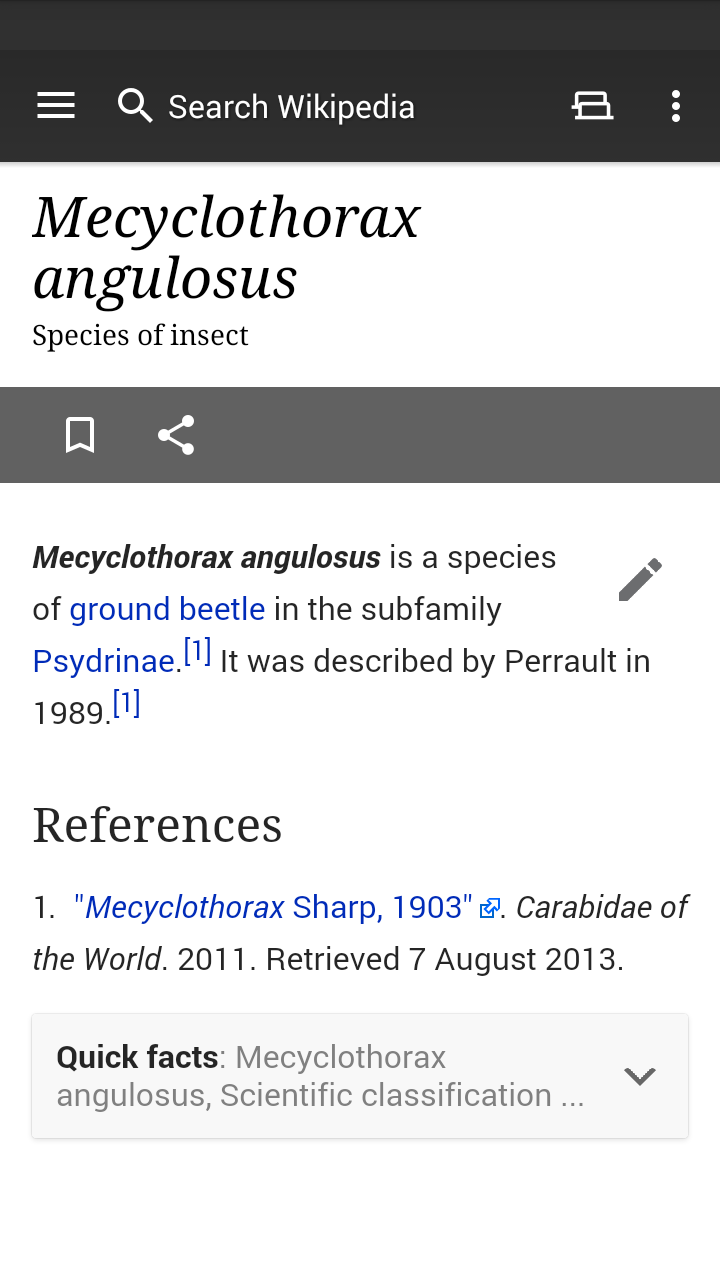 Search Wikipedia
Mecyclothorax
angulosus
Species of insect
Mecyclothorax angulosus is a species
of ground beetle in the subfamily
Psydrinae.[1] It was described by Perrault in
1989.[1]
References
1. "Mecyclothorax Sharp, 1903" . Carabidae of
the World. 2011. Retrieved 7 August 2013.
Quick facts: Mecyclothorax
angulosus, Scientific classification ...